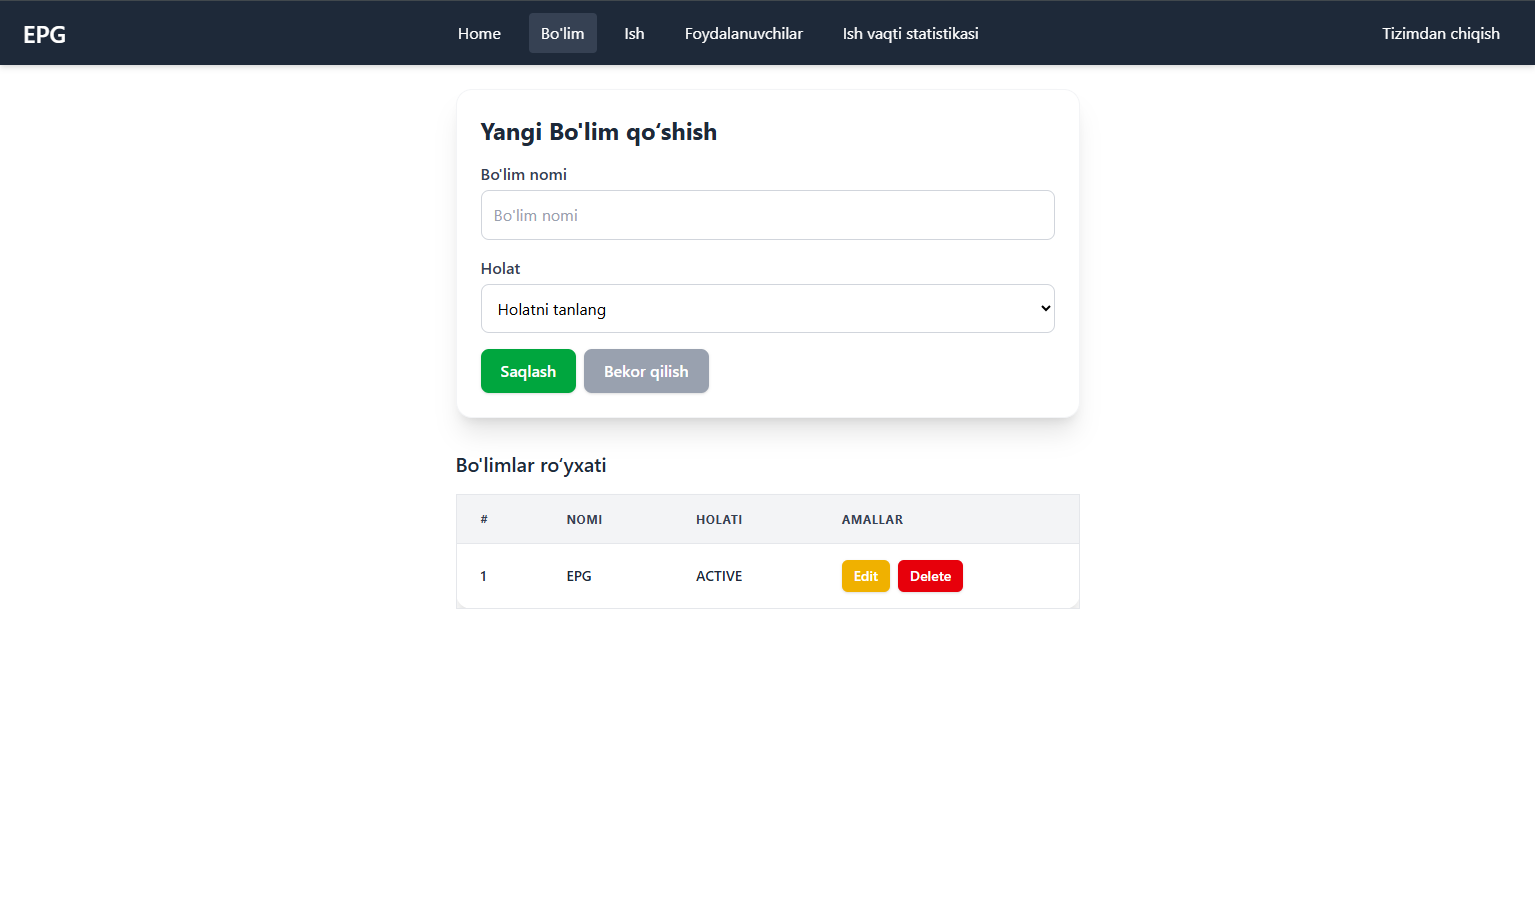 EPG Home Bo'lim Ish Foydalanuvchilar Ish vaqti statistikasi Tizimdan chiqish
Yangi Bo'lim qo‘shish
Bo'lim nomi
Bo'lim nomi
Holat
Holatni tanlang
Saqlash Bekor qilish
Bo'limlar ro‘yxati
# NOMI HOLATI AMALLAR
1 EPG ACTIVE Edit Delete